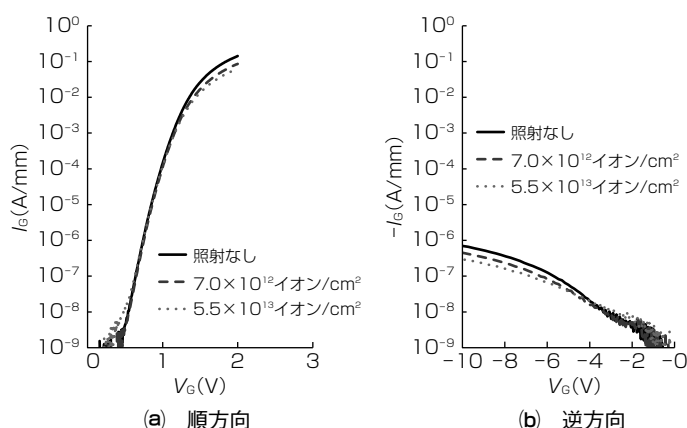 10⁰
10⁻¹
10⁻²
10⁻³
10⁻⁴
10⁻⁵
10⁻⁶
10⁻⁷
10⁻⁸
10⁻⁹
I_G(A/mm)
照射なし
7.0×10¹²イオン/cm²
5.5×10¹³イオン/cm²
0 1 2 3
V_G(V)
(a) 順方向
10⁰
10⁻¹
10⁻²
10⁻³
10⁻⁴
10⁻⁵
10⁻⁶
10⁻⁷
10⁻⁸
10⁻⁹
−I_G(A/mm)
照射なし
7.0×10¹²イオン/cm²
5.5×10¹³イオン/cm²
−10 −8 −6 −4 −2 −0
V_G(V)
(b) 逆方向